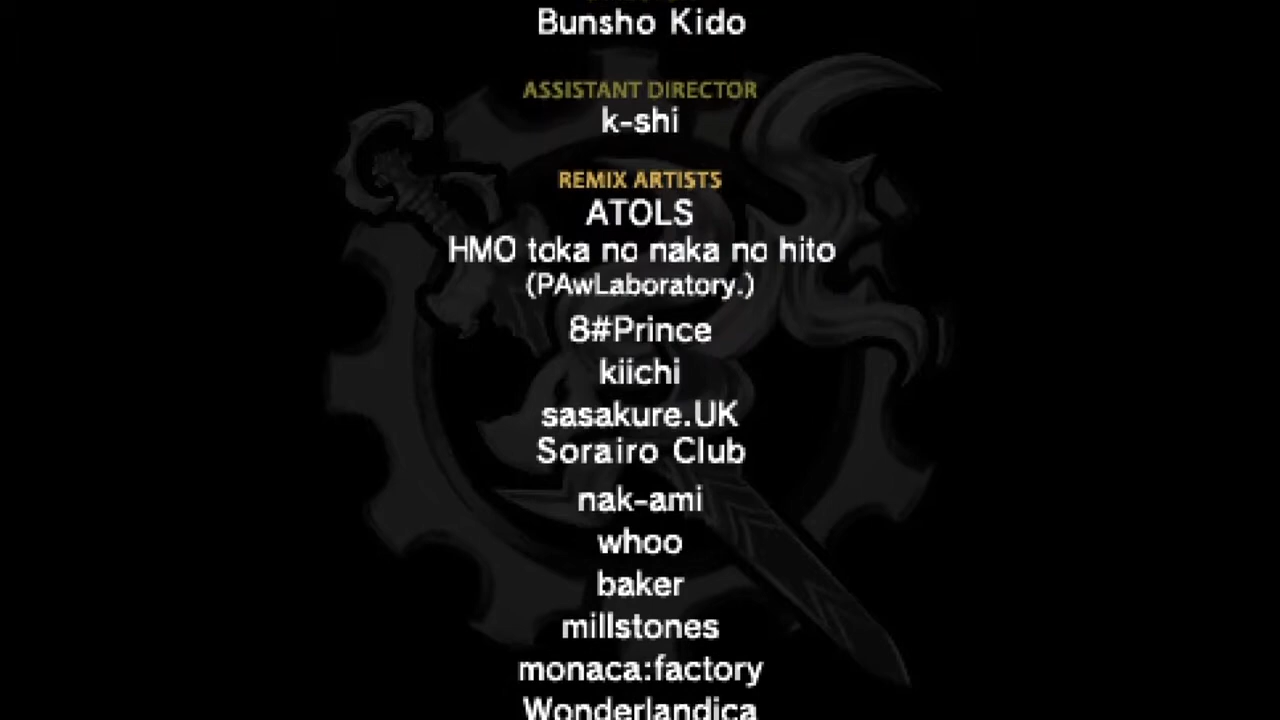 Bunsho Kido
ASSISTANT DIRECTOR
k-shi
REMIX ARTISTS
ATOLS
HMO toka no naka no hito
(PAwLaboratory.)
8#Prince
kiichi
sasakure.UK
Sorairo Club
nak-ami
whoo
baker
millstones
monaca:factory
Wonderlandica